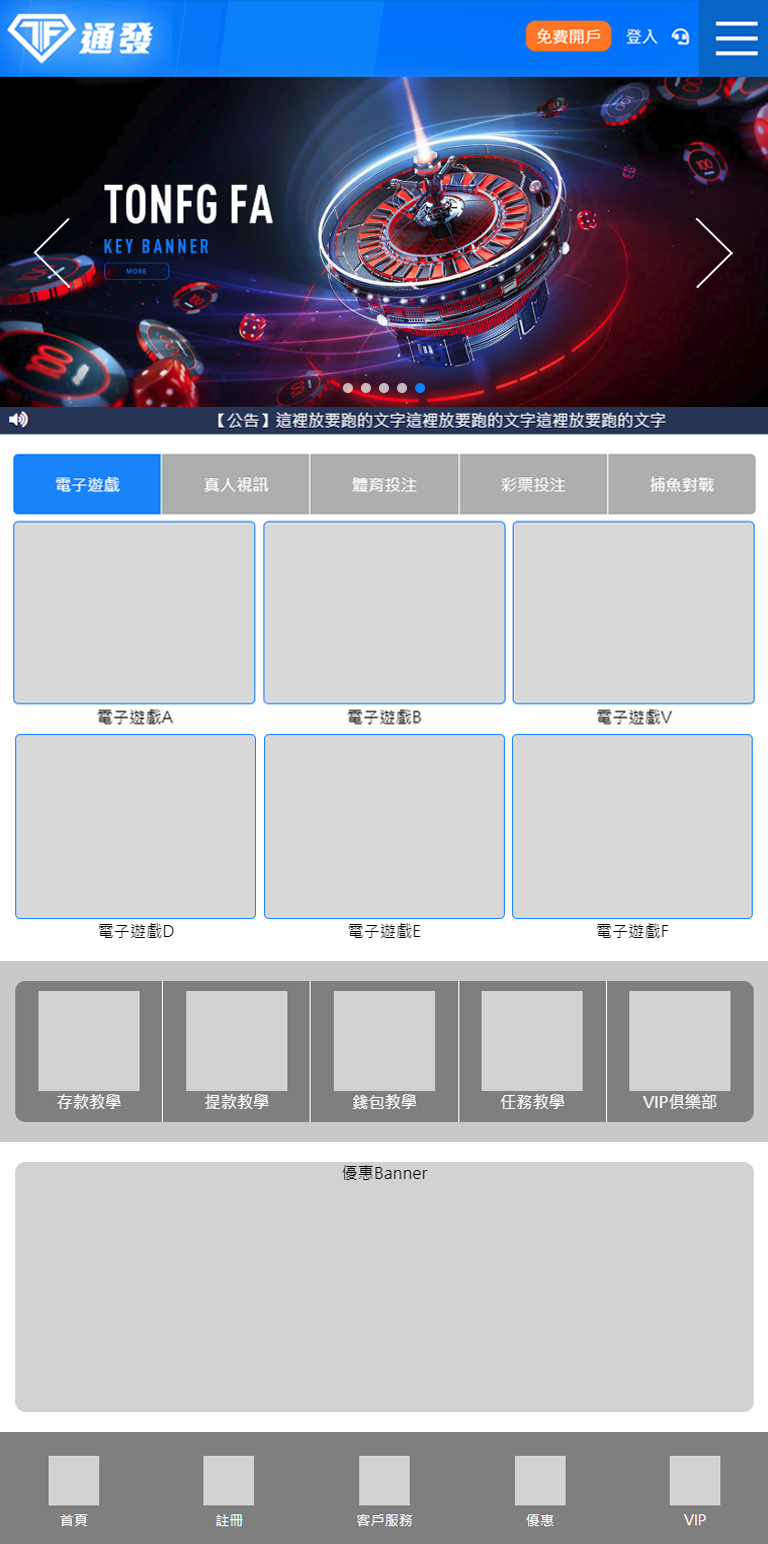 TF 通發
免費開戶 登入
TONFG FA
KEY BANNER
MORE
【公告】這裡放要跑的文字這裡放要跑的文字這裡放要跑的文字
電子遊戲 真人視訊 體育投注 彩票投注 捕魚對戰
電子遊戲A 電子遊戲B 電子遊戲V
電子遊戲D 電子遊戲E 電子遊戲F
存款教學 提款教學 錢包教學 任務教學 VIP俱樂部
優惠Banner
首頁 註冊 客戶服務 優惠 VIP
100
100
100
100